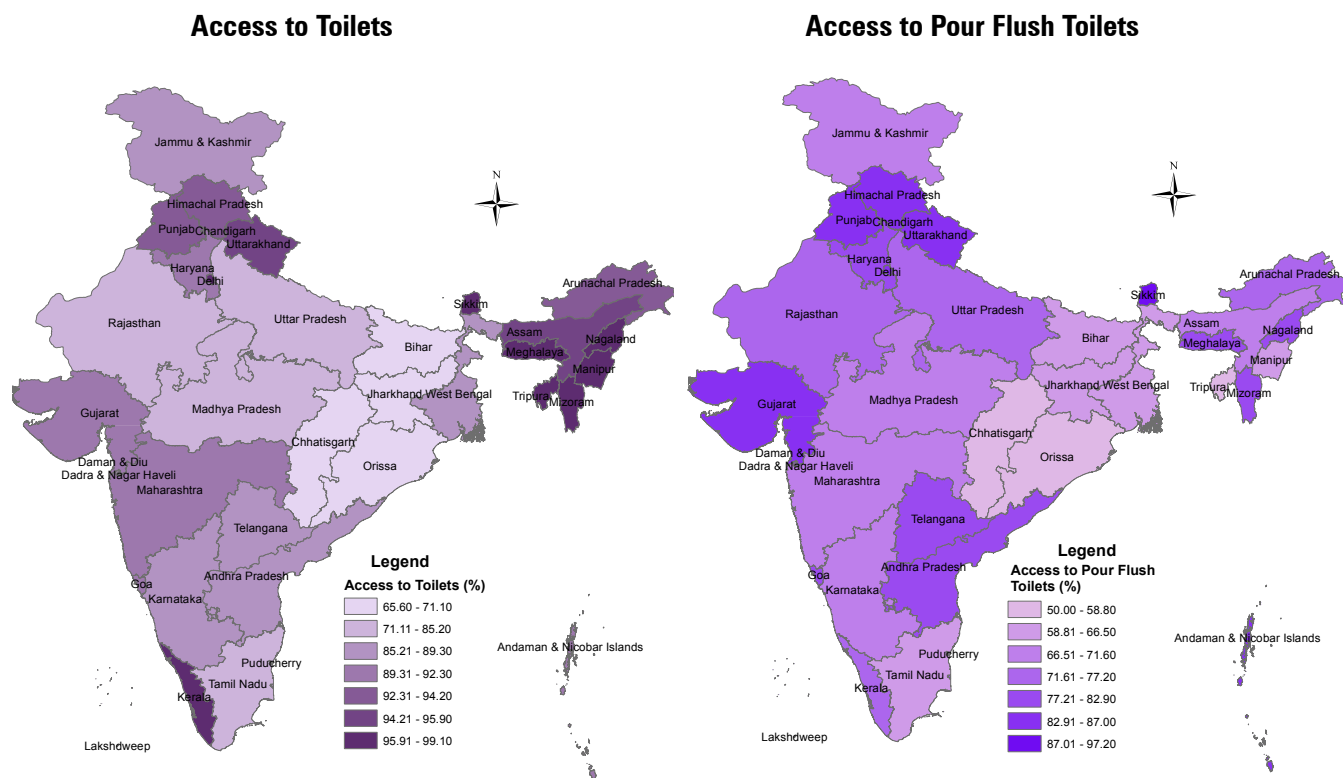 Access to Toilets
N
Jammu & Kashmir
Himachal Pradesh
Punjab
Chandigarh
Uttarakhand
Haryana
Delhi
Rajasthan
Uttar Pradesh
Sikkim
Arunachal Pradesh
Assam
Nagaland
Meghalaya
Manipur
Tripura
Mizoram
Bihar
Jharkhand
West Bengal
Gujarat
Madhya Pradesh
Chhatisgarh
Orissa
Daman & Diu
Dadra & Nagar Haveli
Maharashtra
Telangana
Andhra Pradesh
Goa
Karnataka
Puducherry
Tamil Nadu
Kerala
Lakshdweep
Andaman & Nicobar Islands
Legend
Access to Toilets (%)
65.60 - 71.10
71.11 - 85.20
85.21 - 89.30
89.31 - 92.30
92.31 - 94.20
94.21 - 95.90
95.91 - 99.10
Access to Pour Flush Toilets
N
Jammu & Kashmir
Himachal Pradesh
Punjab
Chandigarh
Uttarakhand
Haryana
Delhi
Rajasthan
Uttar Pradesh
Sikkim
Arunachal Pradesh
Assam
Nagaland
Meghalaya
Manipur
Tripura
Mizoram
Bihar
Jharkhand
West Bengal
Gujarat
Madhya Pradesh
Chhatisgarh
Orissa
Daman & Diu
Dadra & Nagar Haveli
Maharashtra
Telangana
Andhra Pradesh
Goa
Karnataka
Puducherry
Tamil Nadu
Kerala
Lakshdweep
Andaman & Nicobar Islands
Legend
Access to Pour Flush
Toilets (%)
50.00 - 58.80
58.81 - 66.50
66.51 - 71.60
71.61 - 77.20
77.21 - 82.90
82.91 - 87.00
87.01 - 97.20